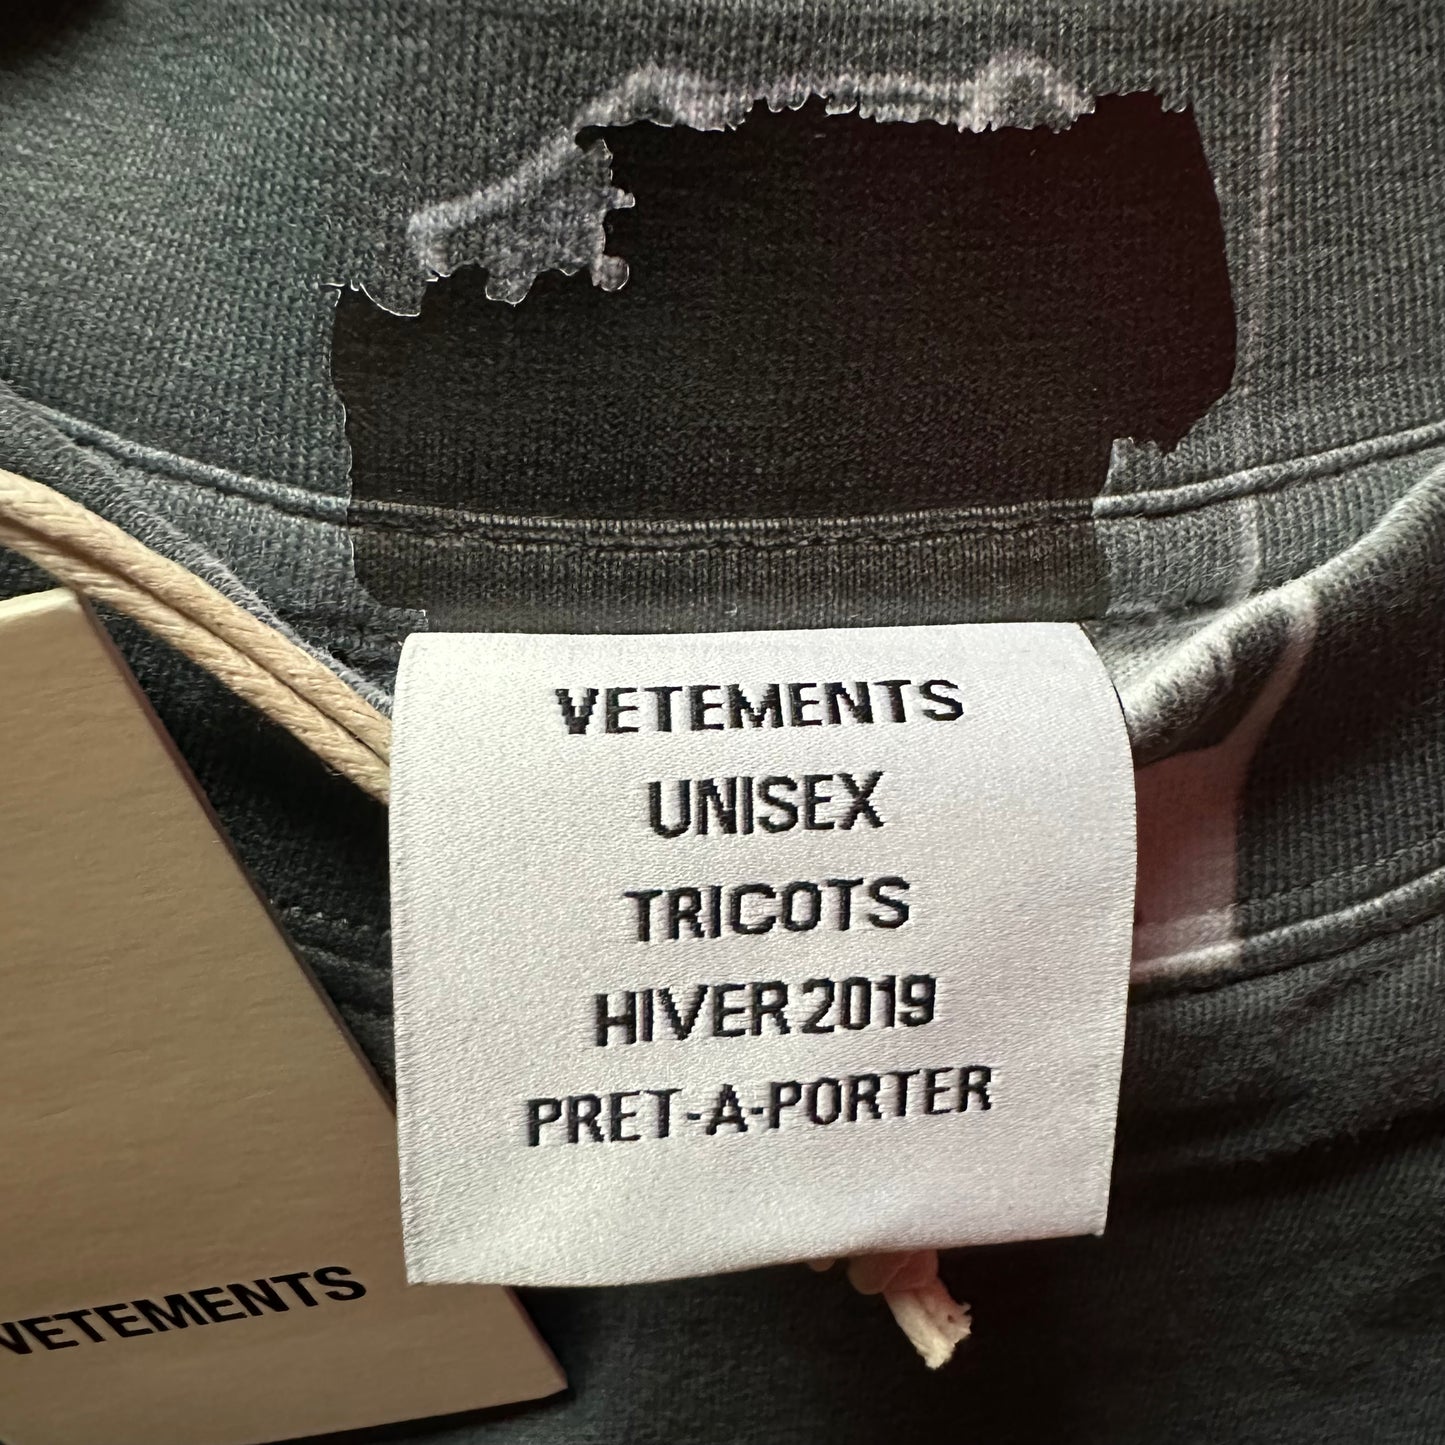 VETEMENTS
UNISEX
TRICOTS
HIVER 2019
PRET-A-PORTER
VETEMENTS